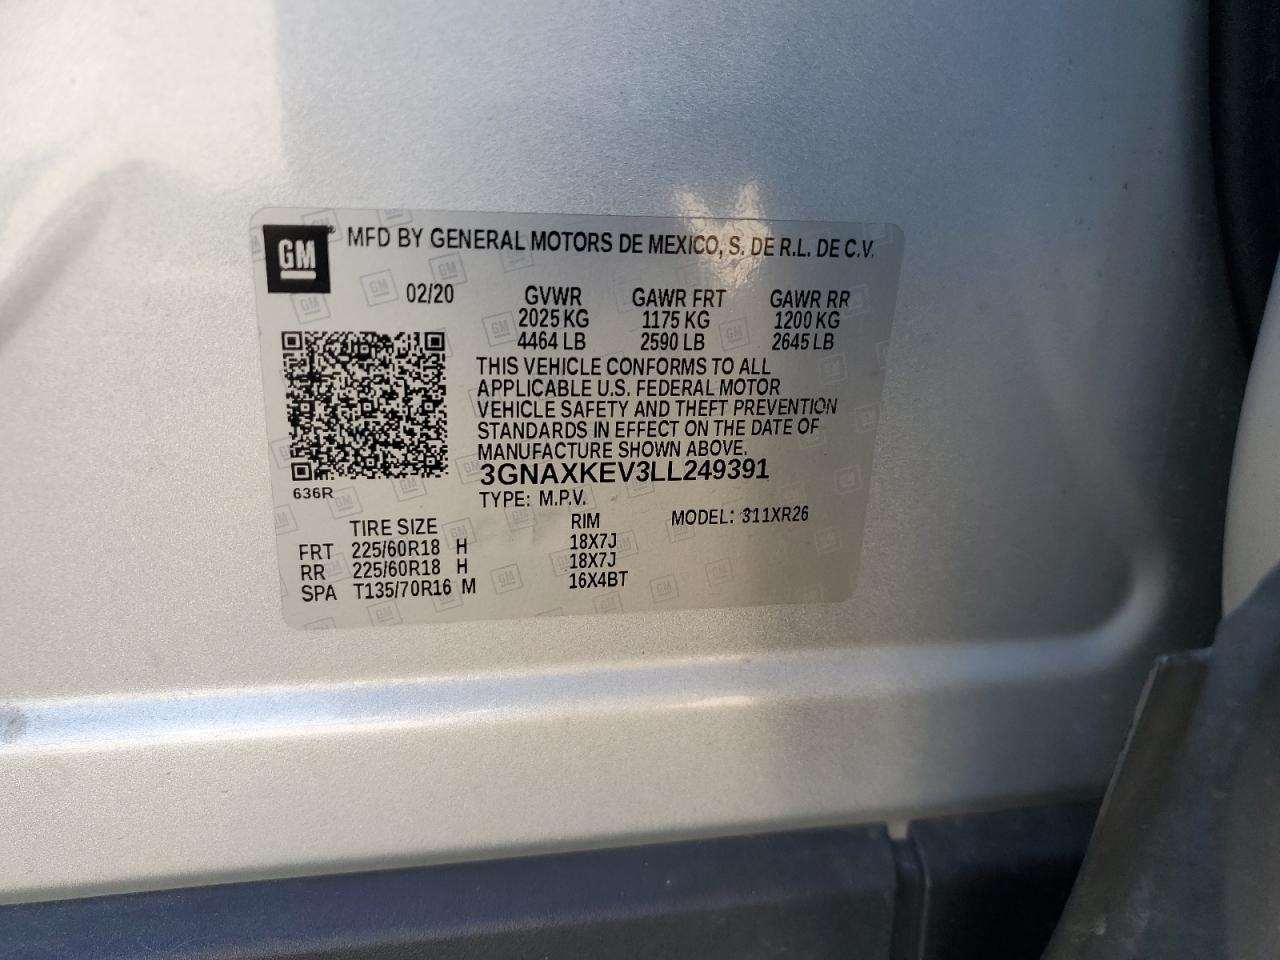 GM
MFD BY GENERAL MOTORS DE MEXICO, S. DE R.L. DE C.V.
02/20 GVWR GAWR FRT GAWR RR
2025 KG 1175 KG 1200 KG
4464 LB 2590 LB 2645 LB
THIS VEHICLE CONFORMS TO ALL
APPLICABLE U.S. FEDERAL MOTOR
VEHICLE SAFETY AND THEFT PREVENTION
STANDARDS IN EFFECT ON THE DATE OF
MANUFACTURE SHOWN ABOVE.
3GNAXKEV3LL249391
636R
TYPE: M.P.V.
TIRE SIZE RIM MODEL: 311XR26
FRT 225/60R18 H 18X7J
RR 225/60R18 H 18X7J
SPA T135/70R16 M 16X4BT